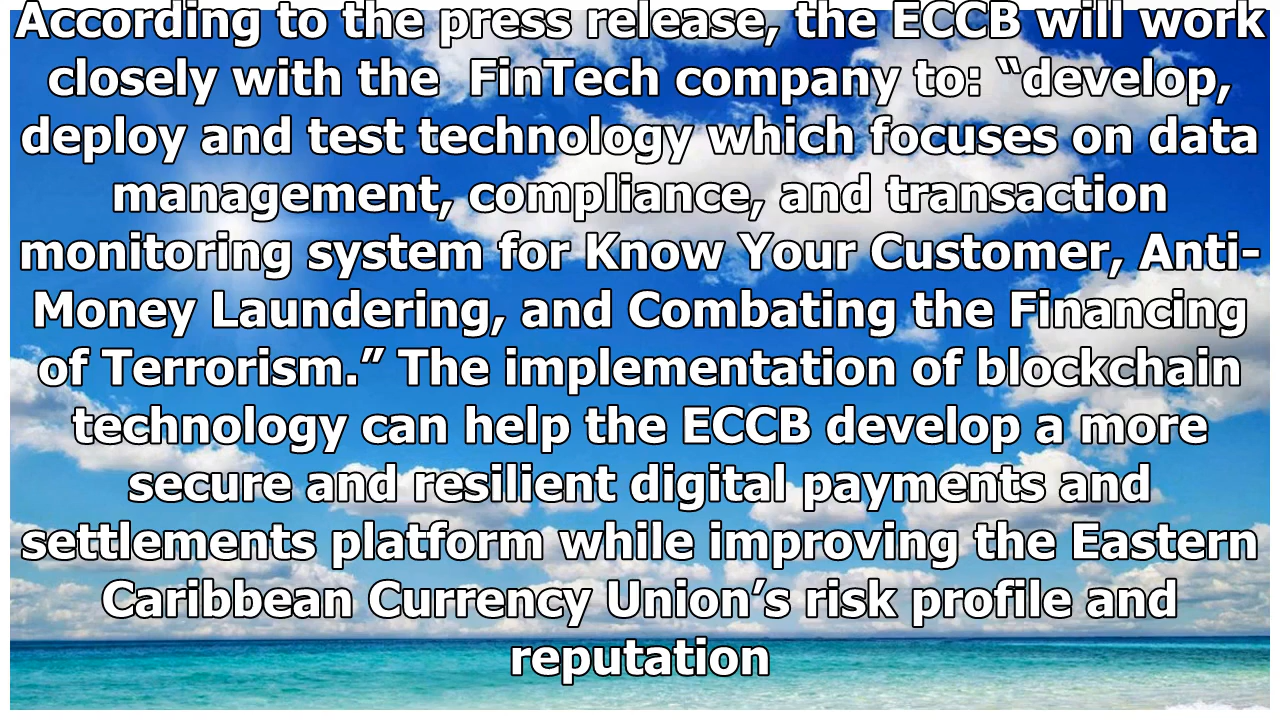 According to the press release, the ECCB will work
closely with the  FinTech company to: “develop,
deploy and test technology which focuses on data
management, compliance, and transaction
monitoring system for Know Your Customer, Anti-
Money Laundering, and Combating the Financing
of Terrorism.” The implementation of blockchain
technology can help the ECCB develop a more
secure and resilient digital payments and
settlements platform while improving the Eastern
Caribbean Currency Union’s risk profile and
reputation